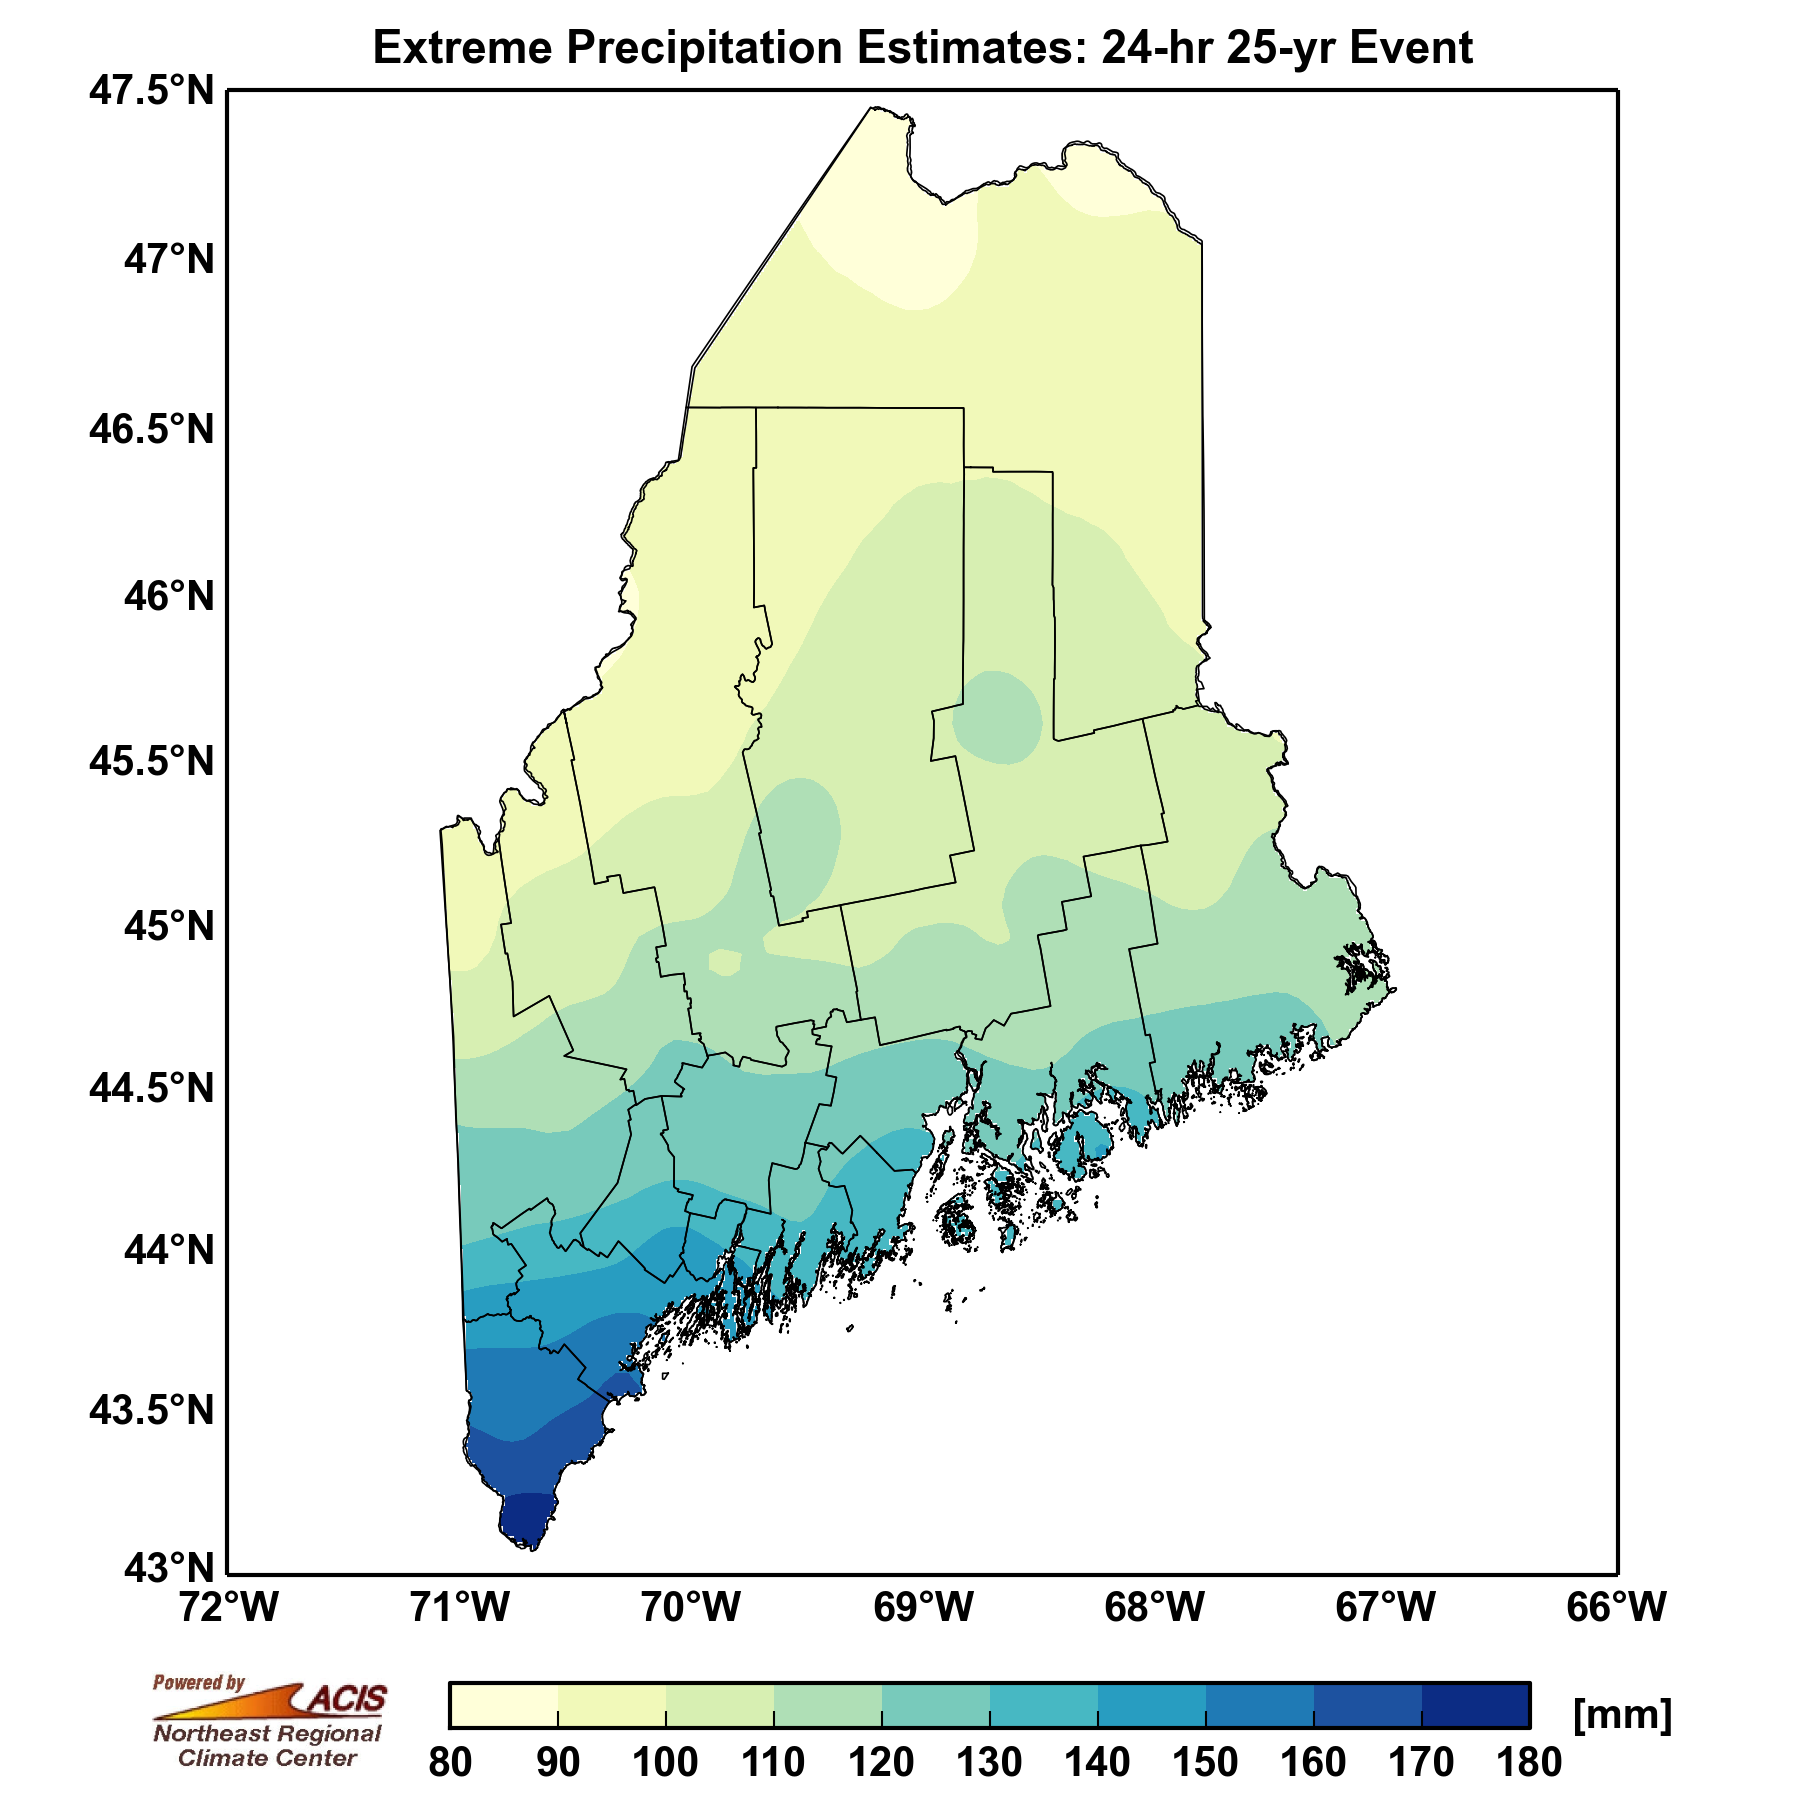 Extreme Precipitation Estimates: 24-hr 25-yr Event
47.5°N
47°N
46.5°N
46°N
45.5°N
45°N
44.5°N
44°N
43.5°N
43°N
72°W 71°W 70°W 69°W 68°W 67°W 66°W
Powered by
ACIS
Northeast Regional
Climate Center
[mm]
80 90 100 110 120 130 140 150 160 170 180